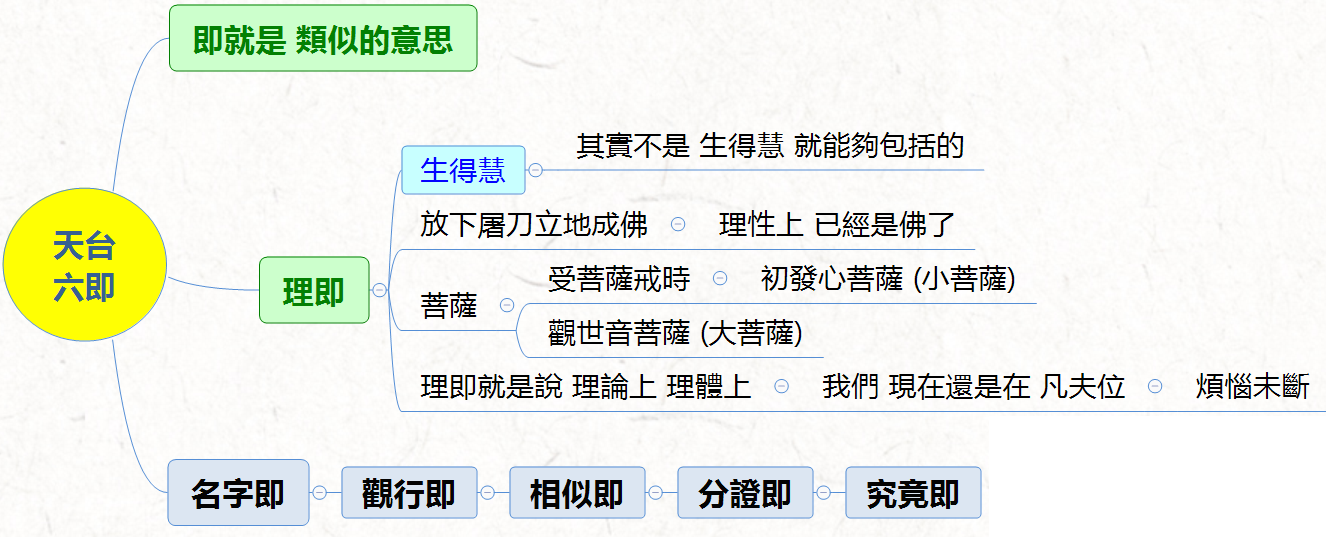 即就是 類似的意思
天台
六即
理即
生得慧
其實不是 生得慧 就能夠包括的
放下屠刀立地成佛
理性上 已經是佛了
菩薩
受菩薩戒時
初發心菩薩 (小菩薩)
觀世音菩薩 (大菩薩)
理即就是說 理論上 理體上
我們 現在還是在 凡夫位
煩惱未斷
名字即
觀行即
相似即
分證即
究竟即